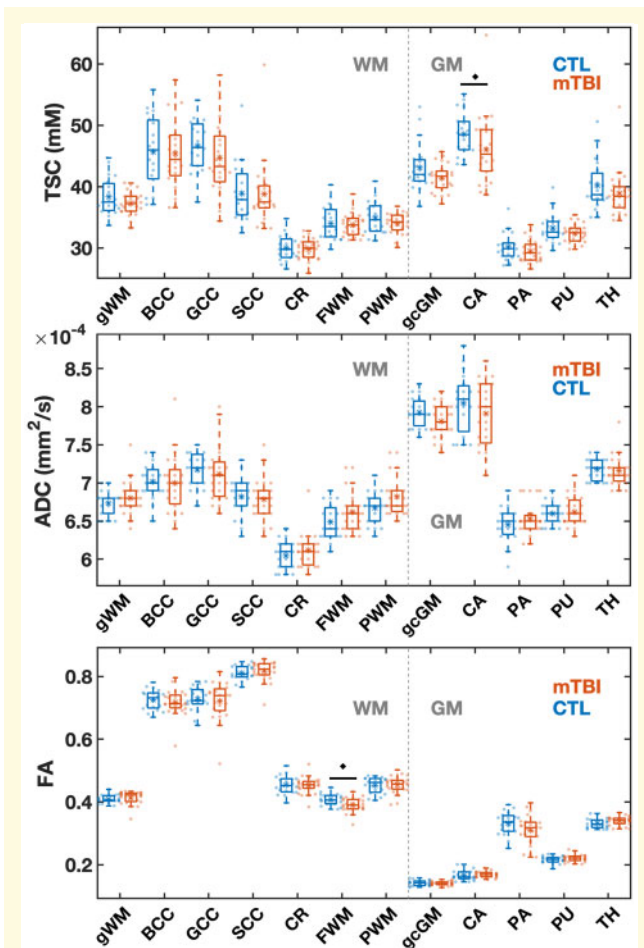 60
50
40
30
TSC (mM)
WM
GM
CTL
mTBI
gWM BCC GCC SCC CR FWM PWM gcGM CA PA PU TH
×10⁻⁴
8.5
8
7.5
7
6.5
6
ADC (mm²/s)
WM
GM
mTBI
CTL
gWM BCC GCC SCC CR FWM PWM gcGM CA PA PU TH
0.8
0.6
0.4
0.2
FA
WM
GM
mTBI
CTL
gWM BCC GCC SCC CR FWM PWM gcGM CA PA PU TH